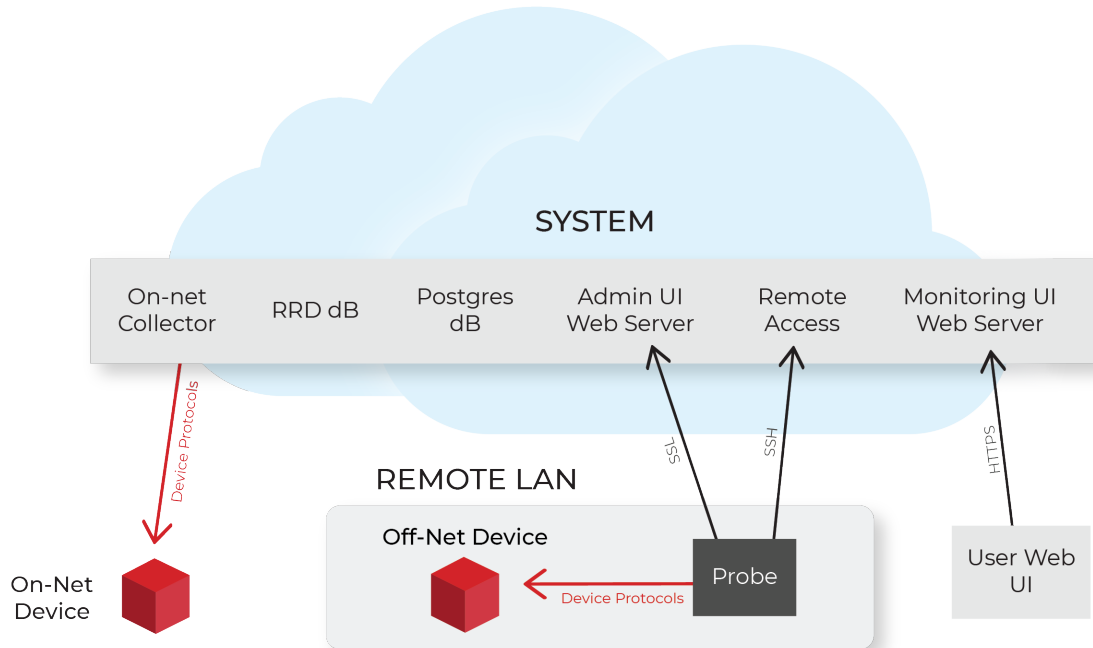 SYSTEM
On-net
Collector
RRD dB
Postgres
dB
Admin UI
Web Server
Remote
Access
Monitoring UI
Web Server
Device Protocols
SSL
SSH
HTTPS
REMOTE LAN
Off-Net Device
Probe
Device Protocols
On-Net
Device
User Web
UI